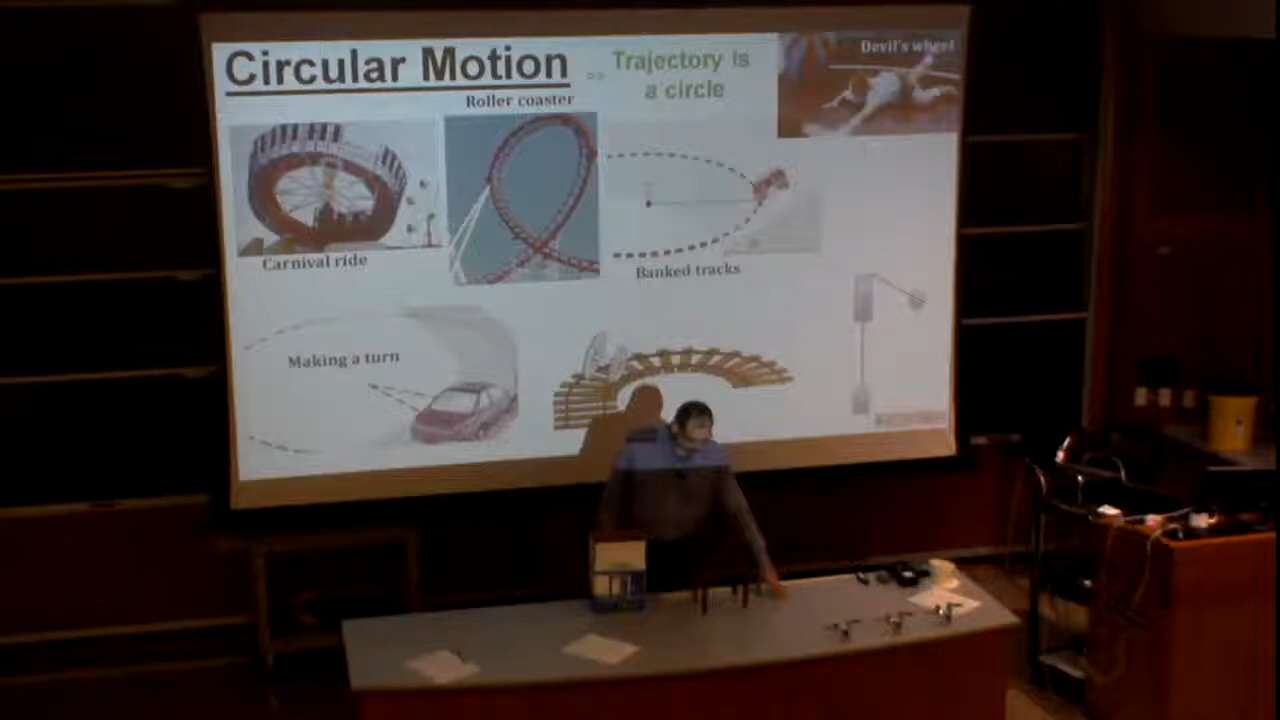 Circular Motion
=>
Trajectory is
a circle
Devil's wheel
Roller coaster
Carnival ride
Banked tracks
Making a turn